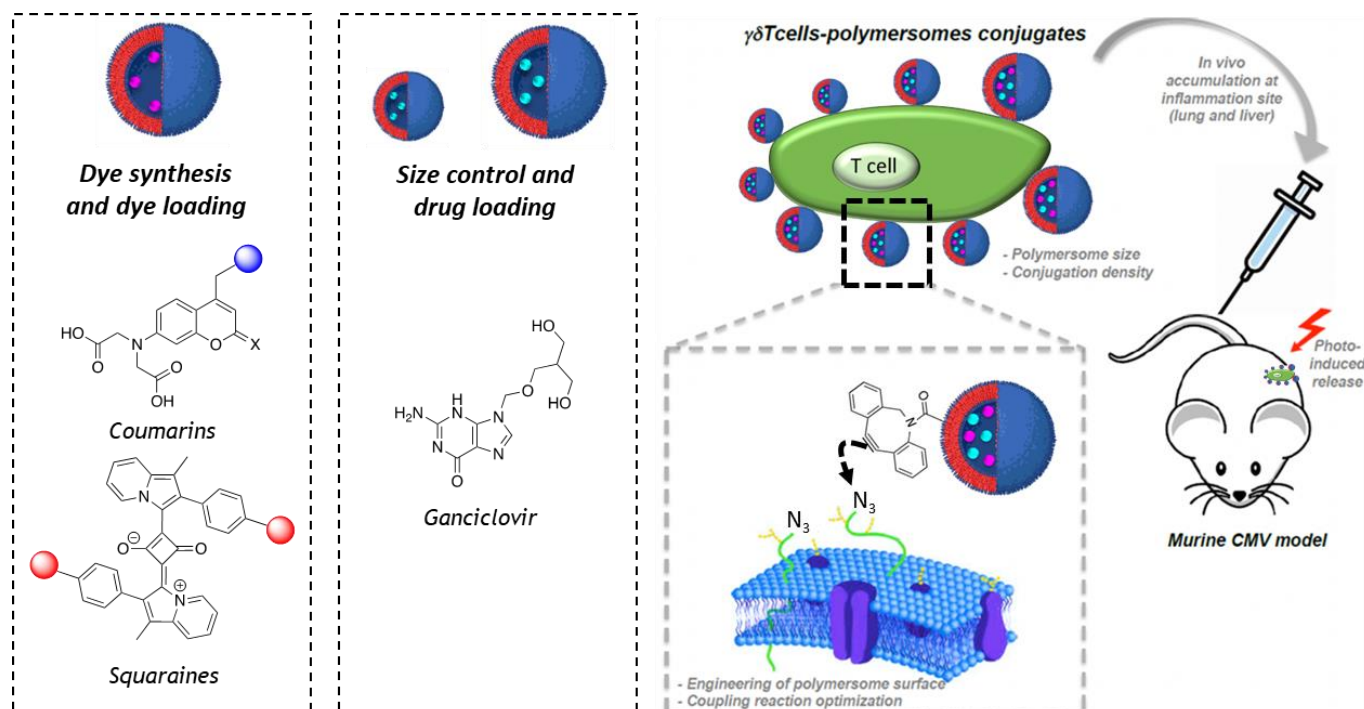 Dye synthesis
and dye loading
HO
O
N
O
X
O
OH
Coumarins
O
⊖
O
⊕
N
Squaraines
Size control and
drug loading
HO
O
OH
H
N
H₂N
N
N
N
O
Ganciclovir
γδTcells-polymersomes conjugates
T cell
- Polymersome size
- Conjugation density
In vivo
accumulation at
inflammation site
(lung and liver)
Photo-
induced
release
Murine CMV model
O
N
N₃
N₃
- Engineering of polymersome surface
- Coupling reaction optimization